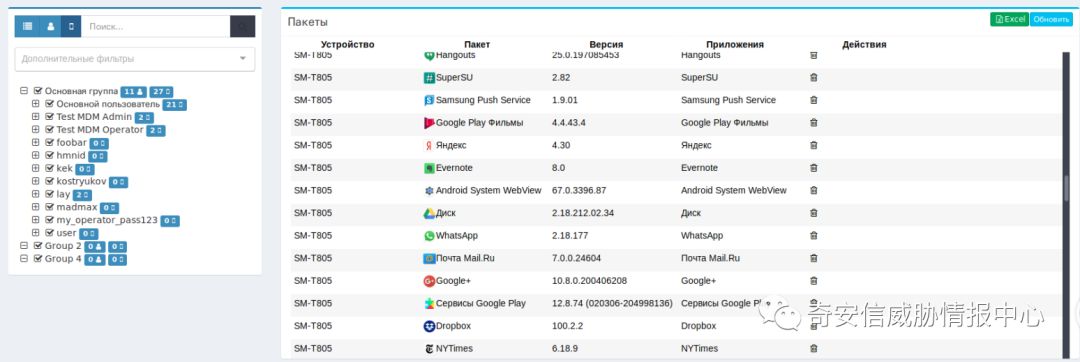 Поиск...
Дополнительные фильтры
Основная группа 11 27
Основной пользователь 21
Test MDM Admin 2
Test MDM Operator 2
foobar 0
hmnid 0
kek 0
kostryukov 0
lay 2
madmax 0
my_operator_pass123 0
user 0
Group 2 0 0
Group 4 0 0
Пакеты
Excel Обновить
Устройство Пакет Версия Приложения Действия
SM-T805 Hangouts 25.0.197085453 Hangouts
SM-T805 SuperSU 2.82 SuperSU
SM-T805 Samsung Push Service 1.9.01 Samsung Push Service
SM-T805 Google Play Фильмы 4.4.43.4 Google Play Фильмы
SM-T805 Яндекс 4.30 Яндекс
SM-T805 Evernote 8.0 Evernote
SM-T805 Android System WebView 67.0.3396.87 Android System WebView
SM-T805 Диск 2.18.212.02.34 Диск
SM-T805 WhatsApp 2.18.177 WhatsApp
SM-T805 Почта Mail.Ru 7.0.0.24604 Почта Mail.Ru
SM-T805 Google+ 10.8.0.200406208 Google+
SM-T805 Сервисы Google Play 12.8.74 (020306-204998136) Сервисы Google Play
SM-T805 Dropbox 100.2.2 Dropbox
SM-T805 NYTimes 6.18.9 NYTimes
奇安信威胁情报中心